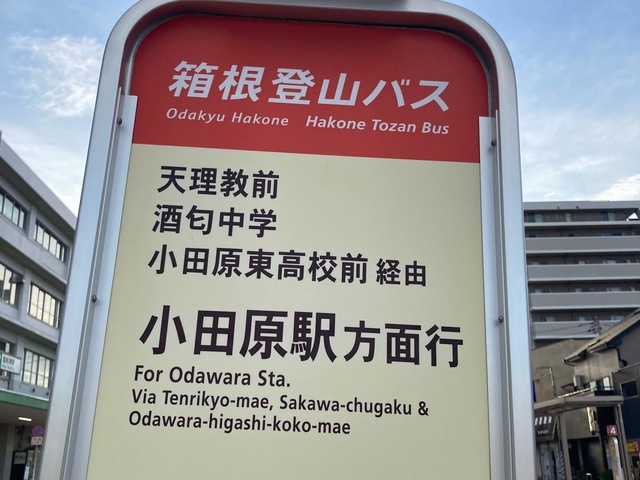 箱根登山バス
Odakyu Hakone Hakone Tozan Bus
天理教前
酒匂中学
小田原東高校前 経由
小田原駅方面行
For Odawara Sta.
Via Tenrikyo-mae, Sakawa-chugaku &
Odawara-higashi-koko-mae
4